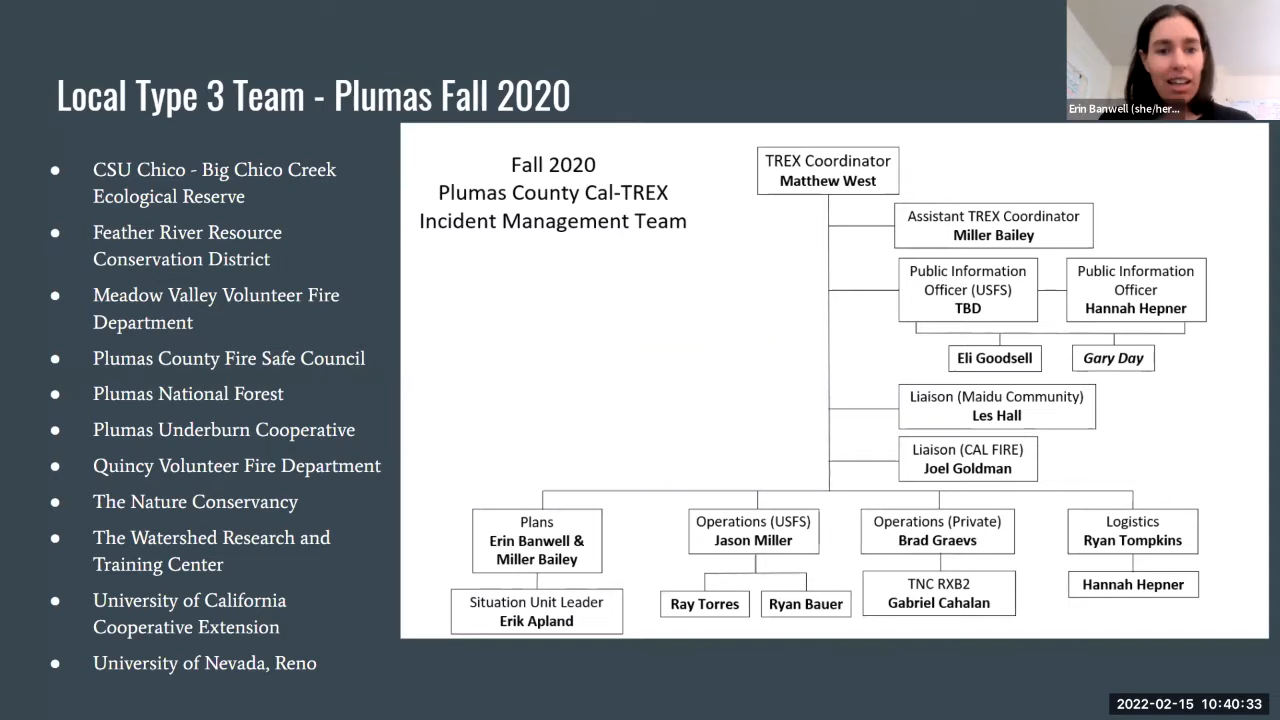 Local Type 3 Team - Plumas Fall 2020
Erin Banwell (she/her...
● CSU Chico - Big Chico Creek
Ecological Reserve
● Feather River Resource
Conservation District
● Meadow Valley Volunteer Fire
Department
● Plumas County Fire Safe Council
● Plumas National Forest
● Plumas Underburn Cooperative
● Quincy Volunteer Fire Department
● The Nature Conservancy
● The Watershed Research and
Training Center
● University of California
Cooperative Extension
● University of Nevada, Reno
Fall 2020
Plumas County Cal-TREX
Incident Management Team
TREX Coordinator
Matthew West
Assistant TREX Coordinator
Miller Bailey
Public Information
Officer (USFS)
TBD
Public Information
Officer
Hannah Hepner
Eli Goodsell
Gary Day
Liaison (Maidu Community)
Les Hall
Liaison (CAL FIRE)
Joel Goldman
Plans
Erin Banwell &
Miller Bailey
Situation Unit Leader
Erik Apland
Operations (USFS)
Jason Miller
Ray Torres
Ryan Bauer
Operations (Private)
Brad Graevs
TNC RXB2
Gabriel Cahalan
Logistics
Ryan Tompkins
Hannah Hepner
2022-02-15 10:40:33